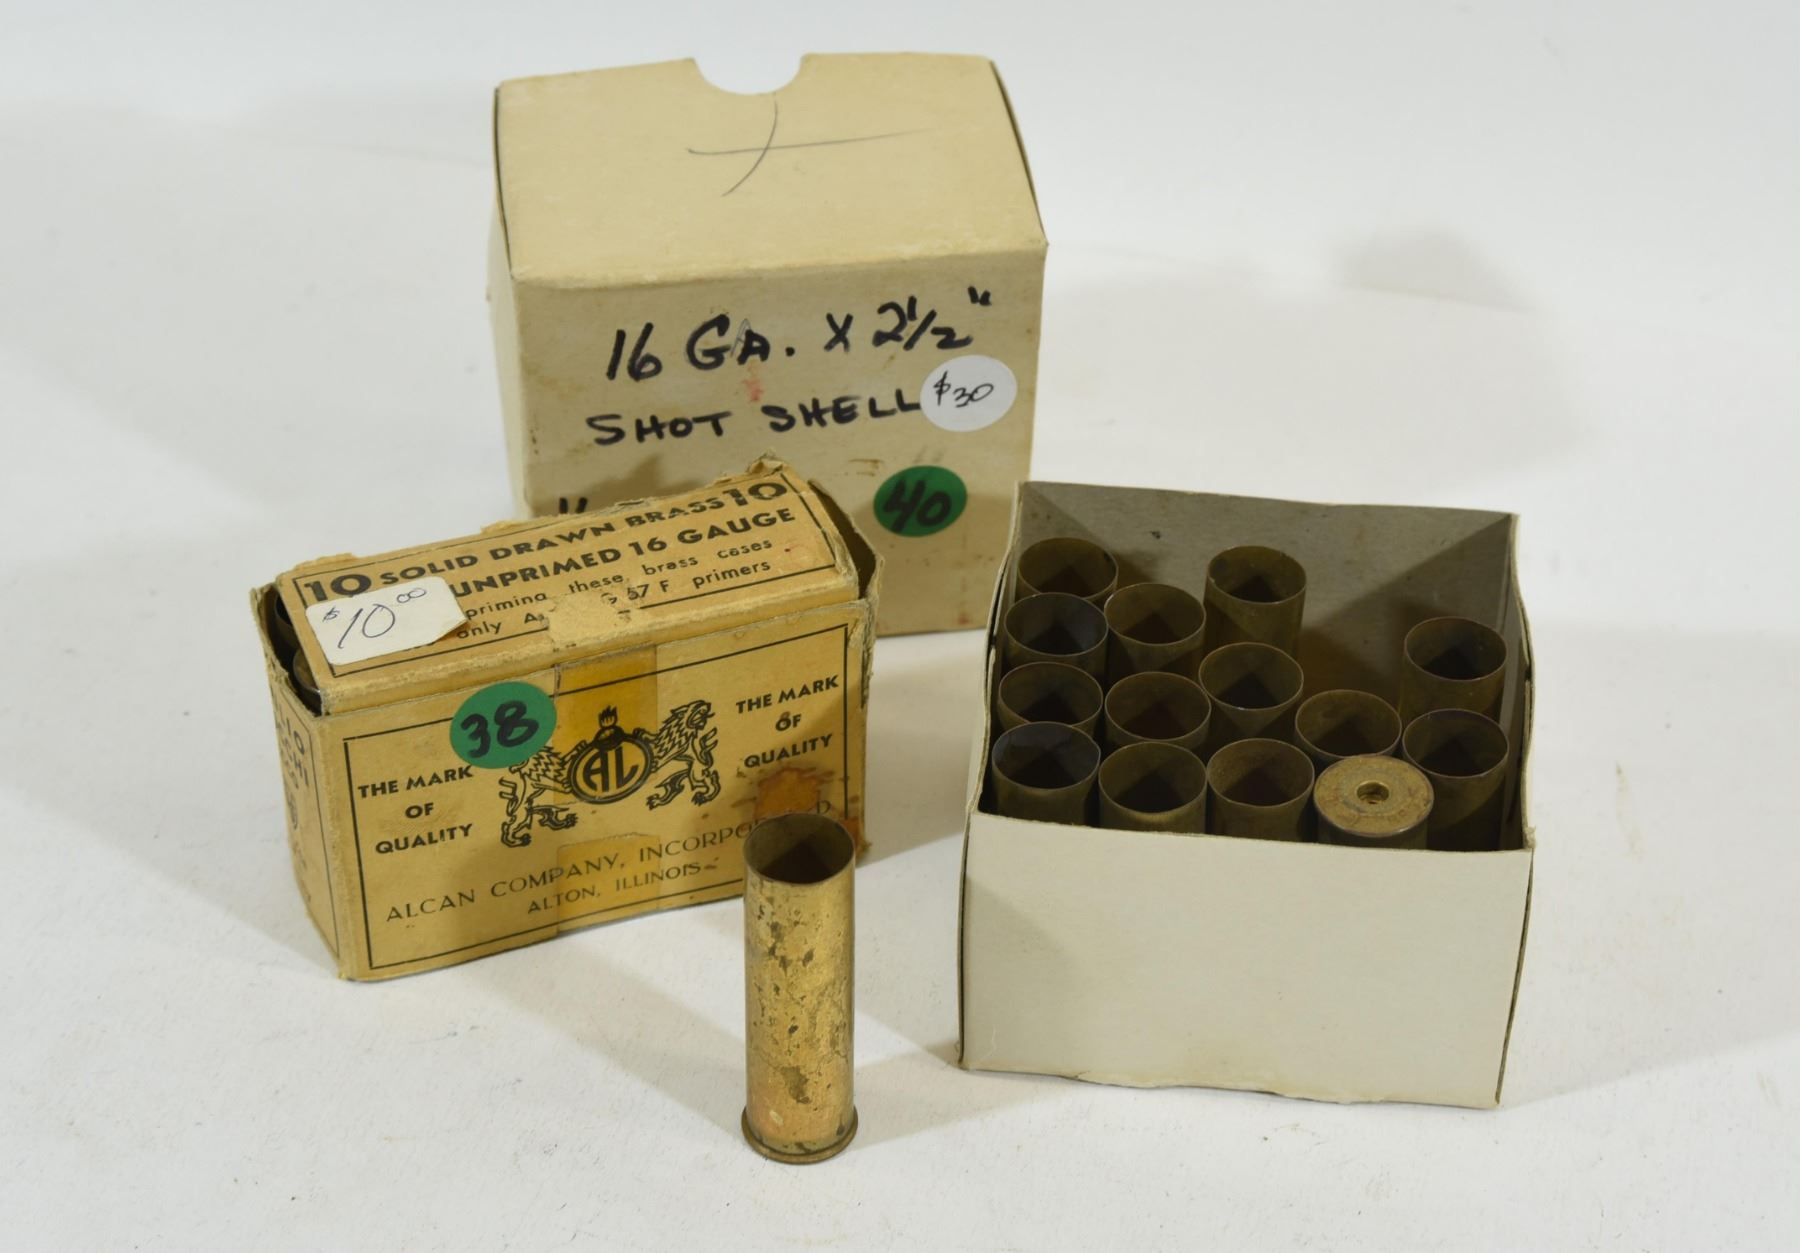 16 GA. X 2 1/2"
SHOT SHELL
$30
40
10 SOLID DRAWN BRASS 10
UNPRIMED 16 GAUGE
priming these brass cases
only 57 F primers
$10.00
38
THE MARK
OF
QUALITY
AL
THE MARK
OF
QUALITY
ALCAN COMPANY,
ALTON, ILLINOIS